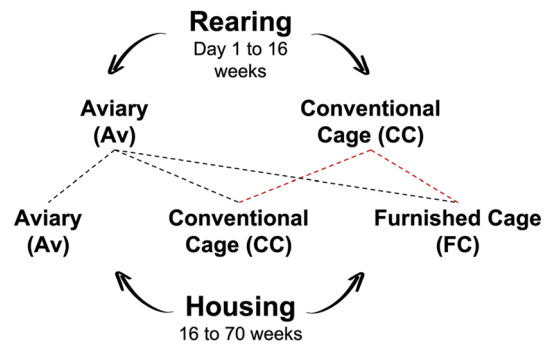 Rearing
Day 1 to 16
weeks
Aviary
(Av)
Conventional
Cage (CC)
Aviary
(Av)
Conventional
Cage (CC)
Furnished Cage
(FC)
Housing
16 to 70 weeks